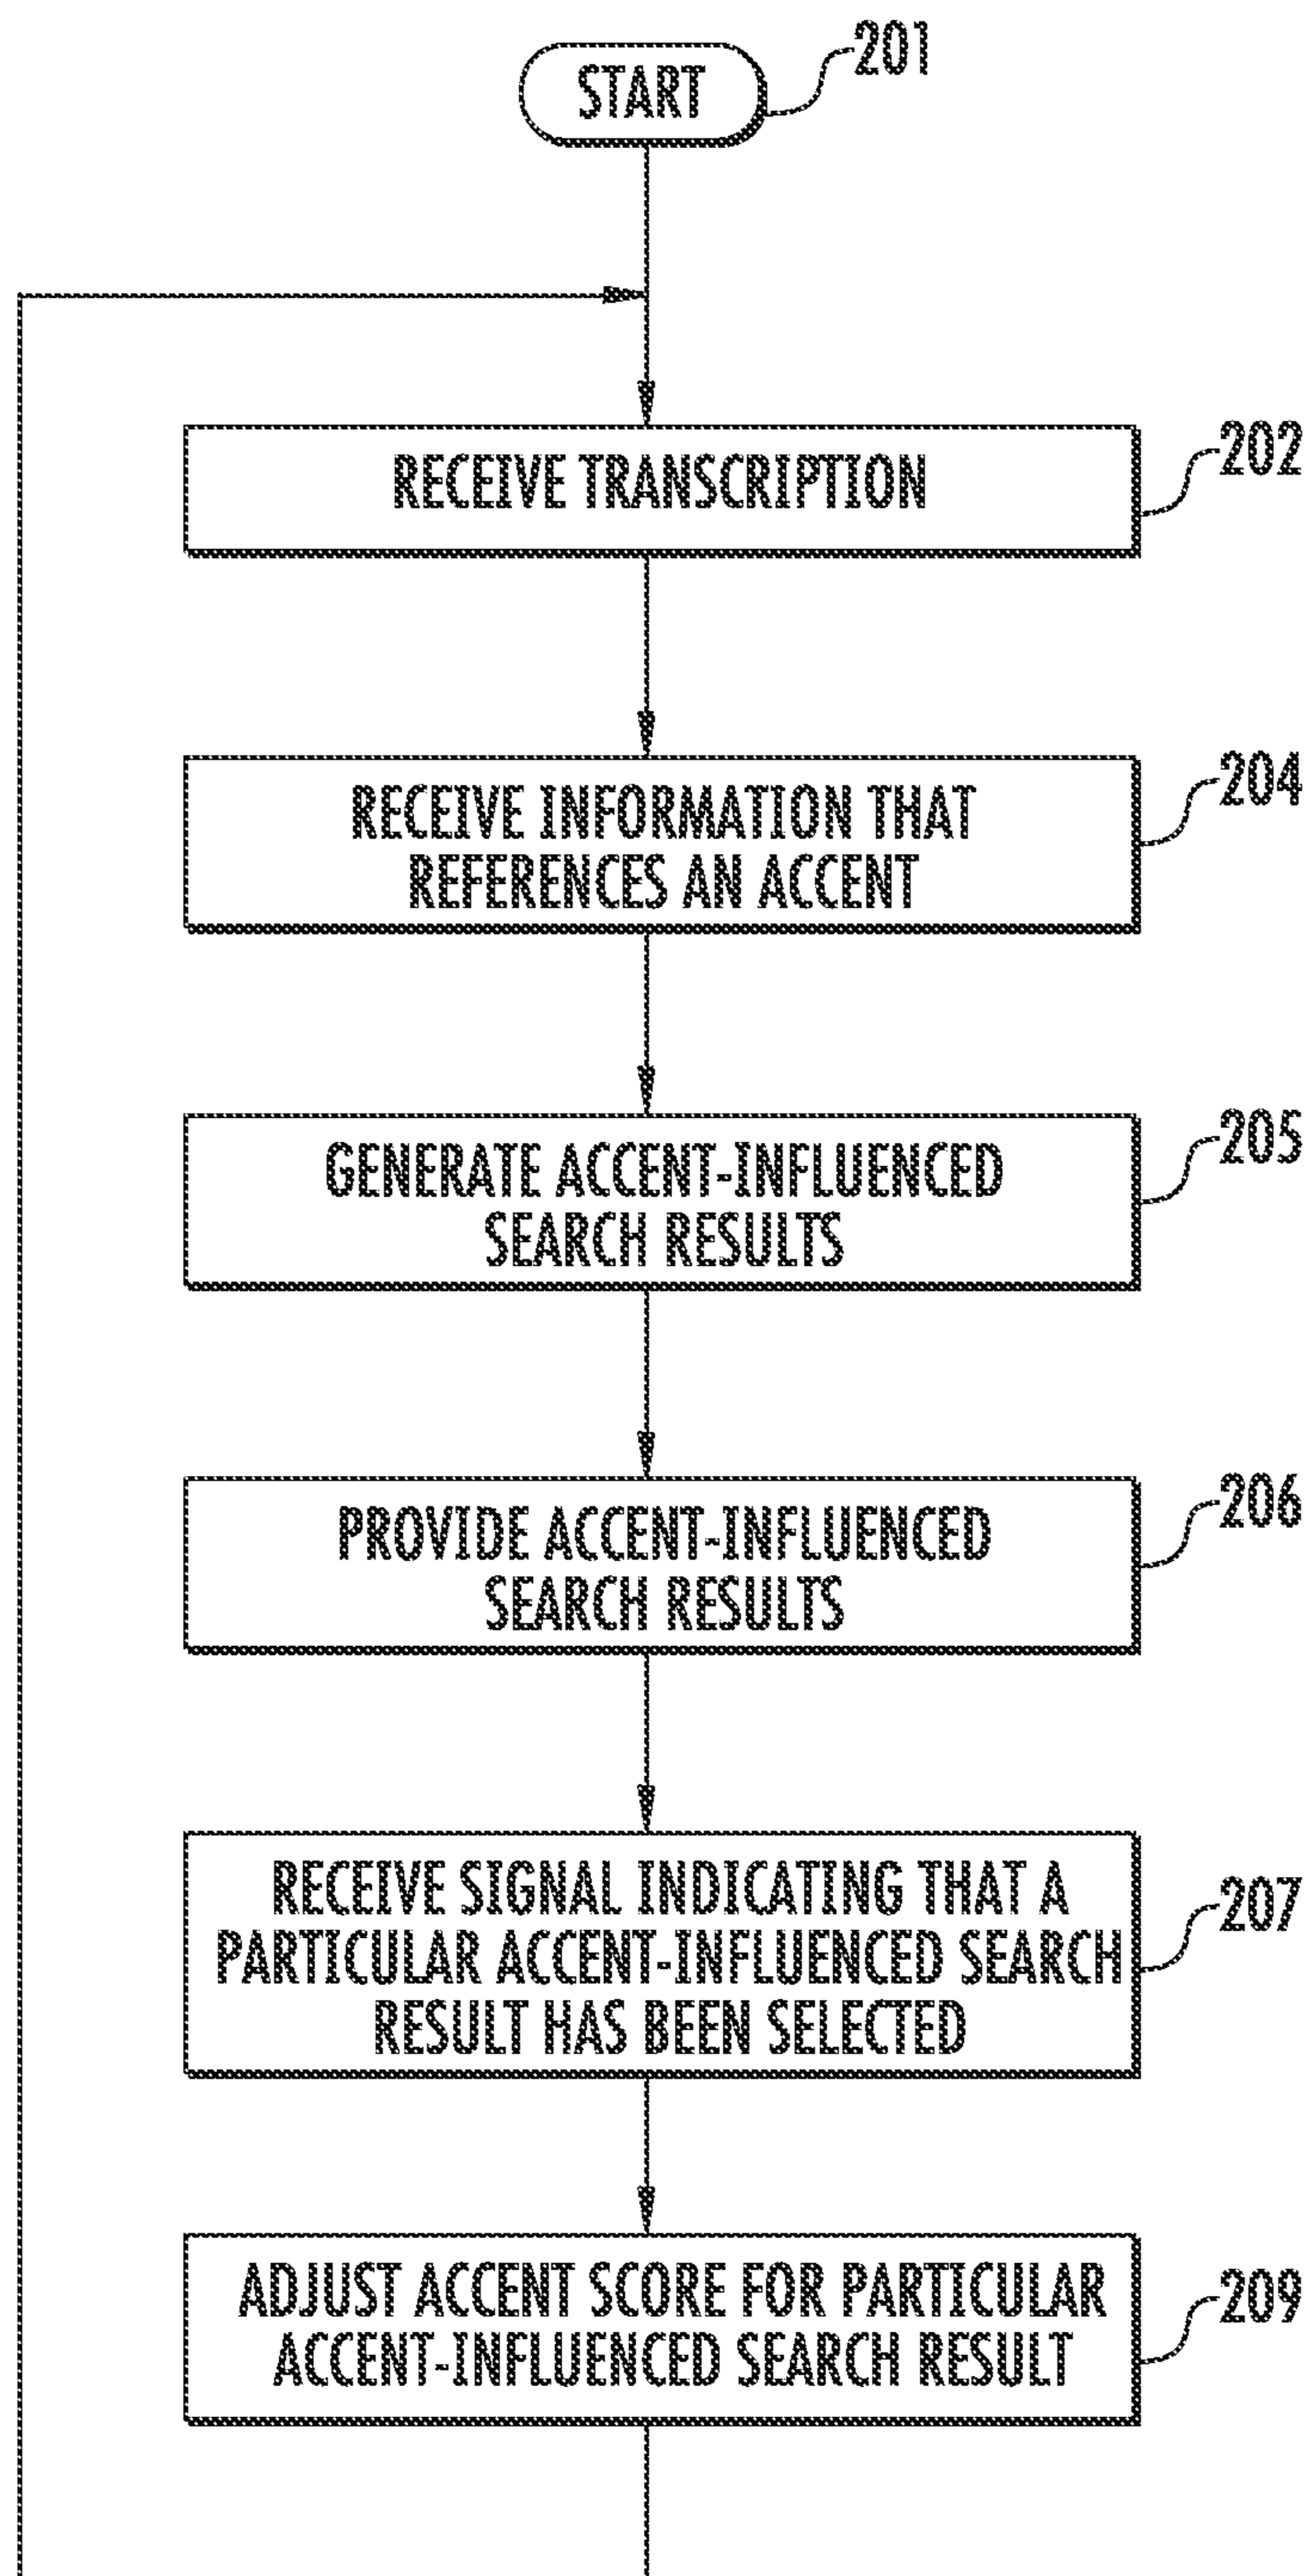 START
201
RECEIVE TRANSCRIPTION
202
RECEIVE INFORMATION THAT
REFERENCES AN ACCENT
204
GENERATE ACCENT-INFLUENCED
SEARCH RESULTS
205
PROVIDE ACCENT-INFLUENCED
SEARCH RESULTS
206
RECEIVE SIGNAL INDICATING THAT A
PARTICULAR ACCENT-INFLUENCED SEARCH
RESULT HAS BEEN SELECTED
207
ADJUST ACCENT SCORE FOR PARTICULAR
ACCENT-INFLUENCED SEARCH RESULT
209